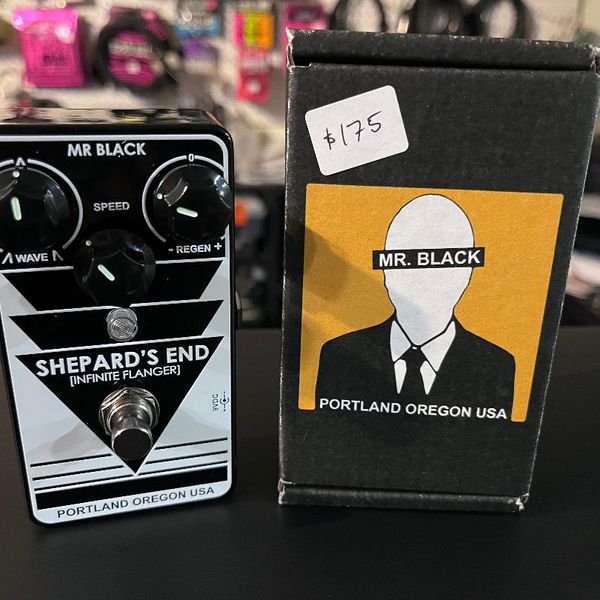 MR BLACK
SPEED
WAVE
0
- REGEN +
SHEPARD'S END
[INFINITE FLANGER]
9VDC
PORTLAND OREGON USA
$175
MR. BLACK
PORTLAND OREGON USA